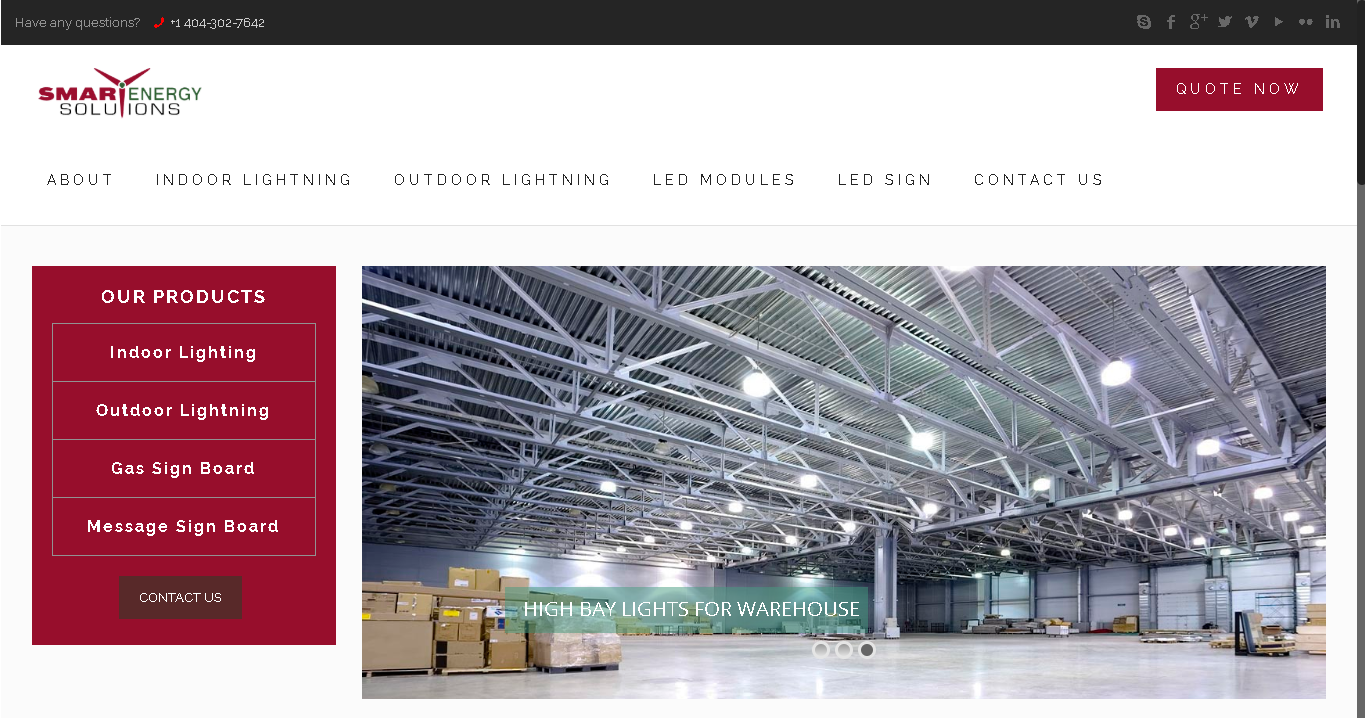 Have any questions? +1 404-302-7642
SMART ENERGY
SOLUTIONS
QUOTE NOW
ABOUT INDOOR LIGHTNING OUTDOOR LIGHTNING LED MODULES LED SIGN CONTACT US
OUR PRODUCTS
Indoor Lighting
Outdoor Lightning
Gas Sign Board
Message Sign Board
CONTACT US
HIGH BAY LIGHTS FOR WAREHOUSE